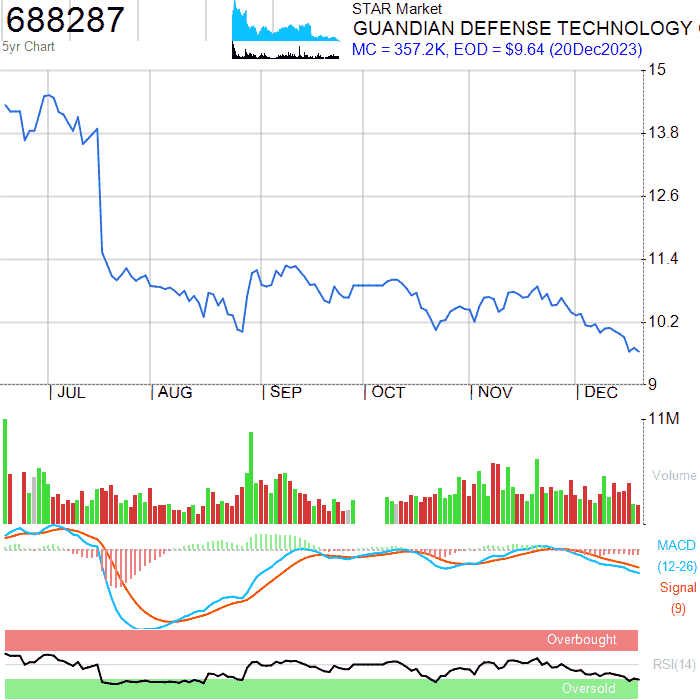 688287
5yr Chart
STAR Market
GUANDIAN DEFENSE TECHNOLOGY
MC = 357.2K, EOD = $9.64 (20Dec2023)
15
13.8
12.6
11.4
10.2
9
JUL AUG SEP OCT NOV DEC
11M
Volume
MACD
(12-26)
Signal
(9)
Overbought
RSI(14)
Oversold